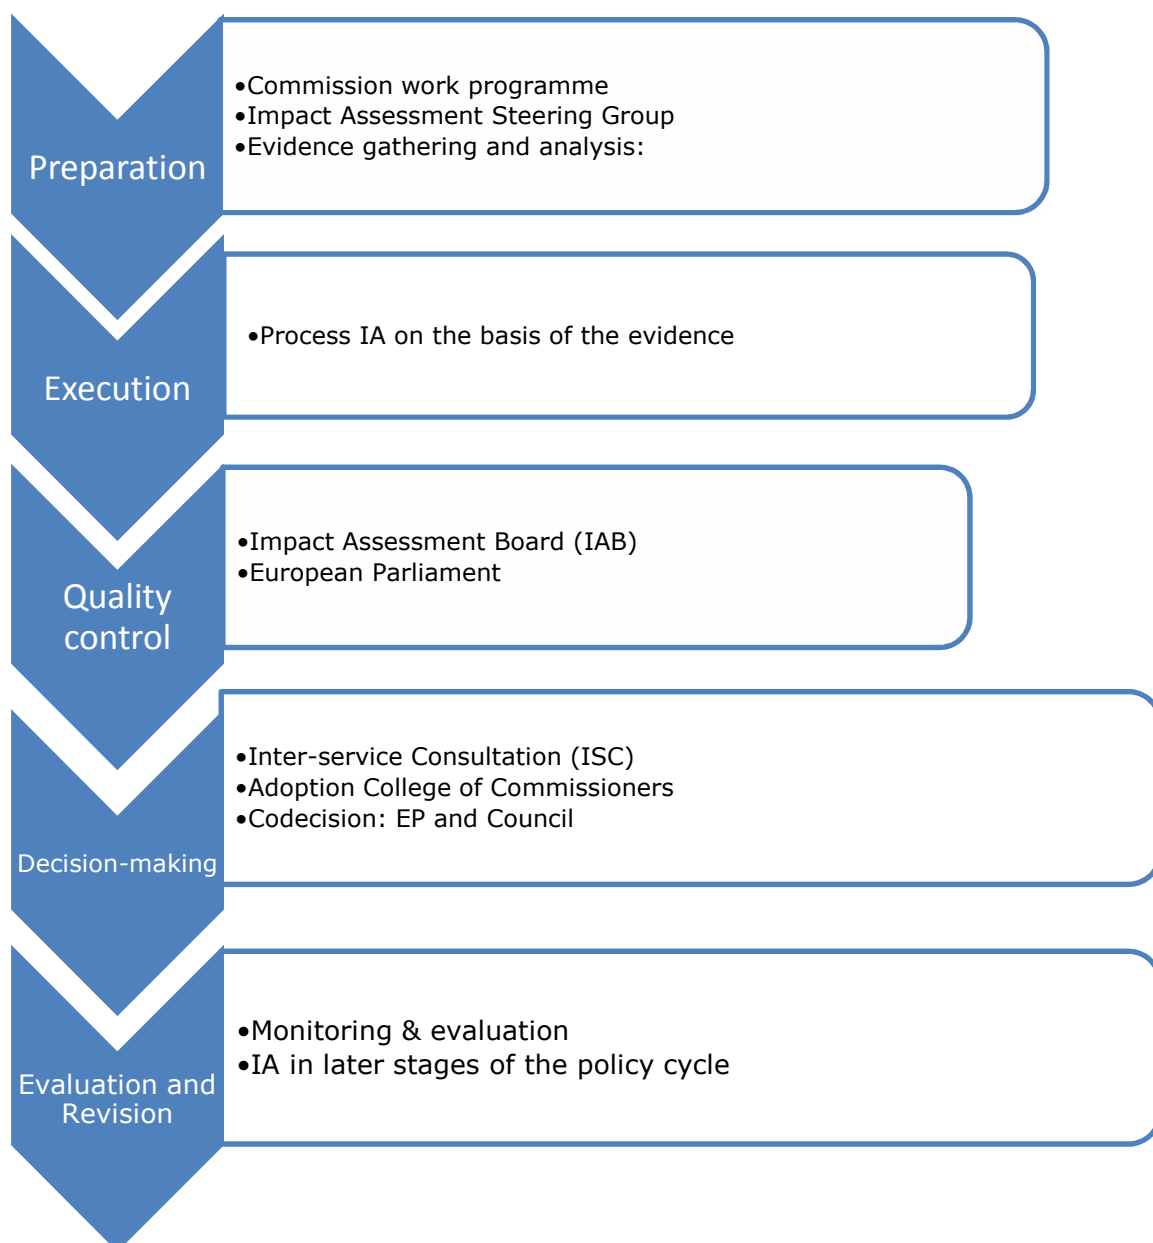 Preparation
•Commission work programme
•Impact Assessment Steering Group
•Evidence gathering and analysis:
Execution
•Process IA on the basis of the evidence
Quality
control
•Impact Assessment Board (IAB)
•European Parliament
Decision-making
•Inter-service Consultation (ISC)
•Adoption College of Commissioners
•Codecision: EP and Council
Evaluation and
Revision
•Monitoring & evaluation
•IA in later stages of the policy cycle